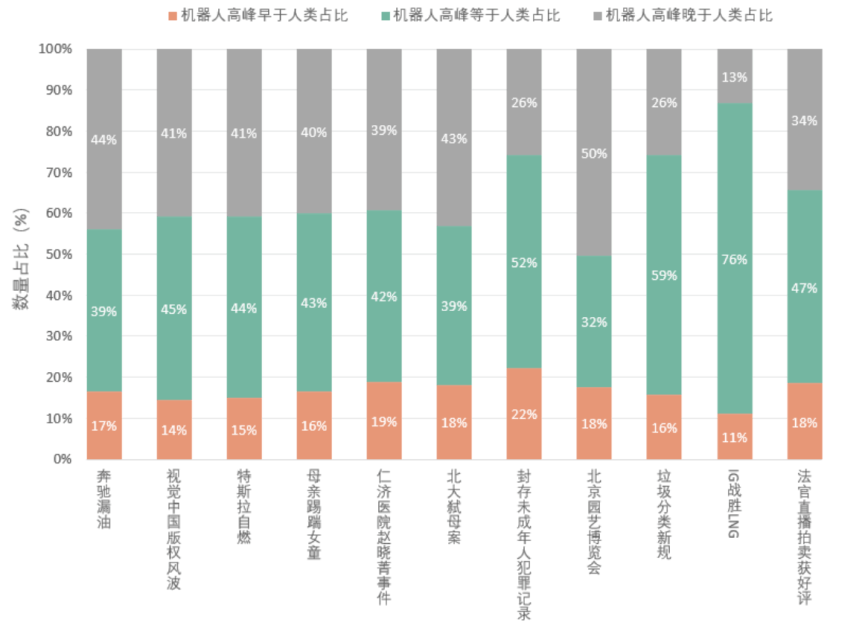 机器人高峰早于人类占比 机器人高峰等于人类占比 机器人高峰晚于人类占比
数量占比（%）
100%
90%
80%
70%
60%
50%
40%
30%
20%
10%
0%
44% 41% 41% 40% 39% 43% 26% 50% 26% 13% 34%
39% 45% 44% 43% 42% 39% 52% 32% 59% 76% 47%
17% 14% 15% 16% 19% 18% 22% 18% 16% 11% 18%
奔驰漏油
视觉中国版权风波
特斯拉自燃
母亲踢踹女童
仁济医院赵晓菁事件
北大弑母案
封存未成年人犯罪记录
北京园艺博览会
垃圾分类新规
IG战胜LNG
法官直播拍卖获好评